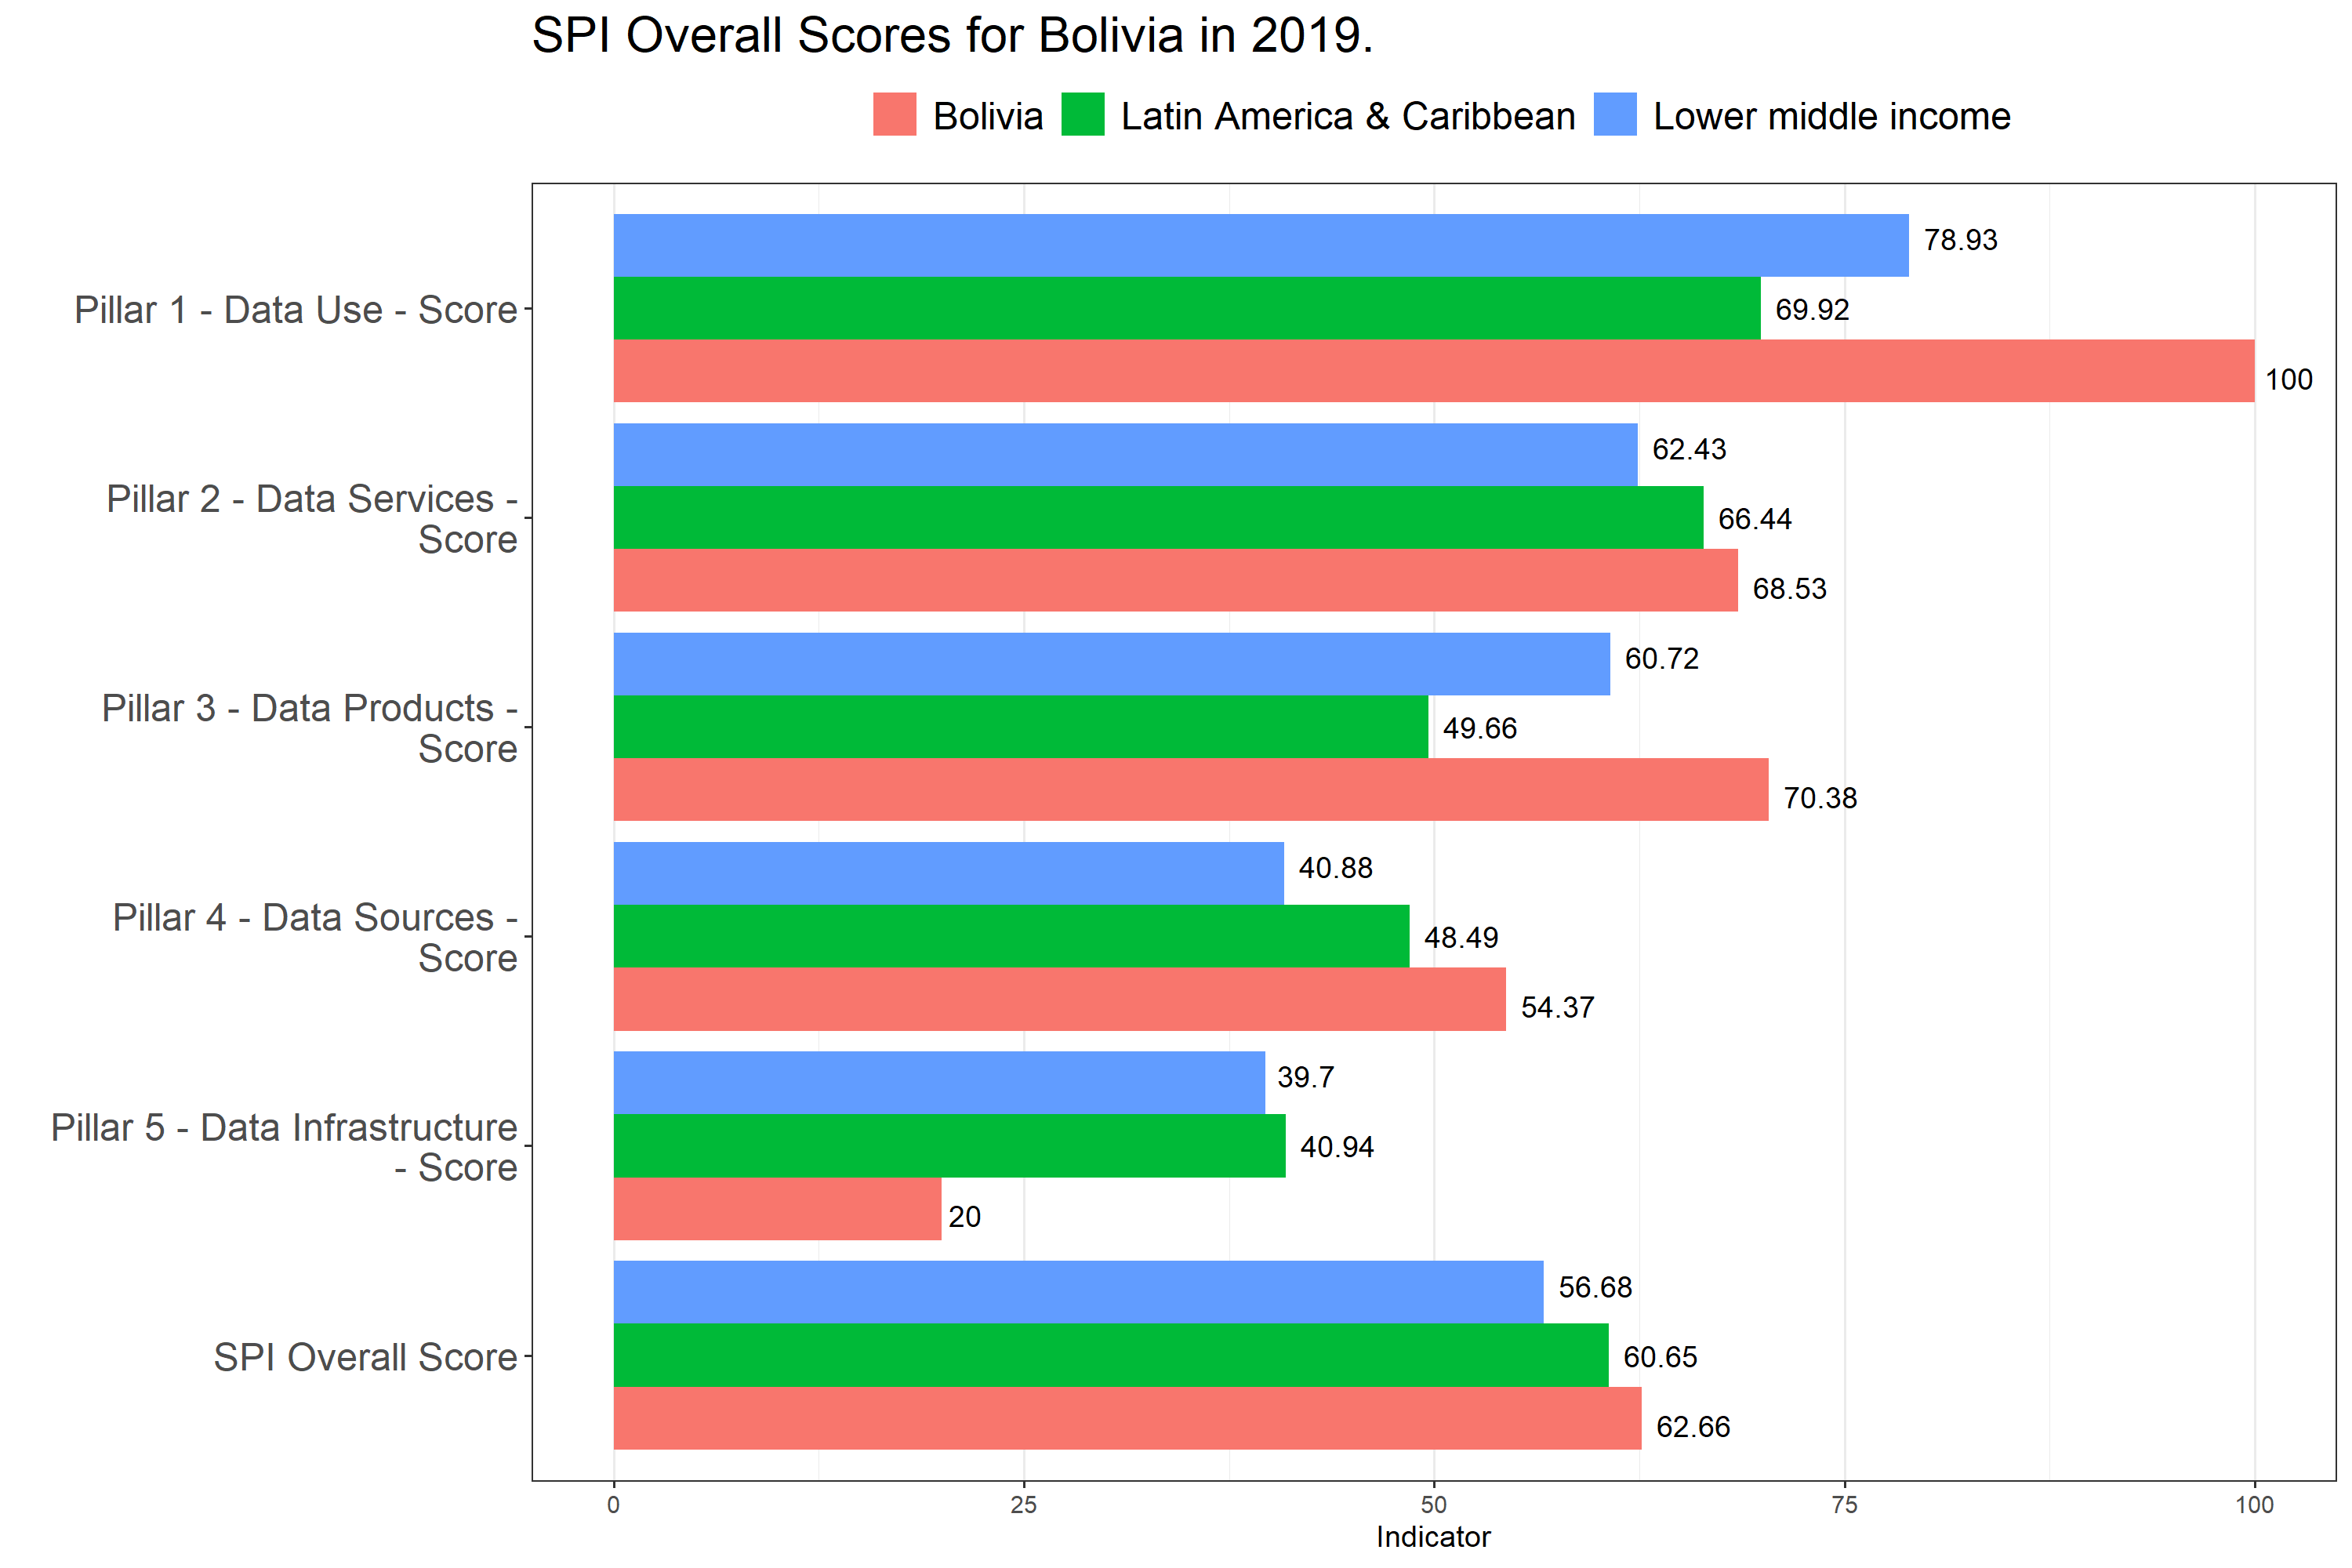 SPI Overall Scores for Bolivia in 2019.
Bolivia
Latin America & Caribbean
Lower middle income
Pillar 1 - Data Use - Score
78.93
69.92
100
Pillar 2 - Data Services -
Score
62.43
66.44
68.53
Pillar 3 - Data Products -
Score
60.72
49.66
70.38
Pillar 4 - Data Sources -
Score
40.88
48.49
54.37
Pillar 5 - Data Infrastructure
- Score
39.7
40.94
20
SPI Overall Score
56.68
60.65
62.66
0
25
50
75
100
Indicator